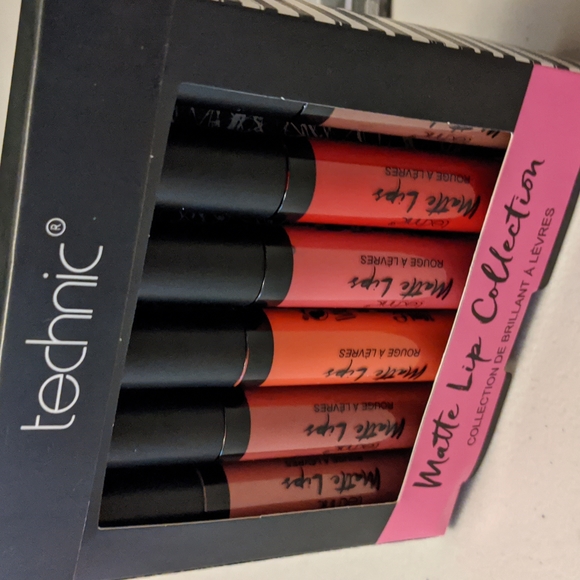 technic®
Matte Lips
ROUGE A LÈVRES
Matte Lips
ROUGE A LÈVRES
Matte Lips
ROUGE A LÈVRES
Matte Lips
ROUGE A LÈVRES
Matte Lips
Matte Lip Collection
COLLECTION DE BRILLANT À LÈVRES